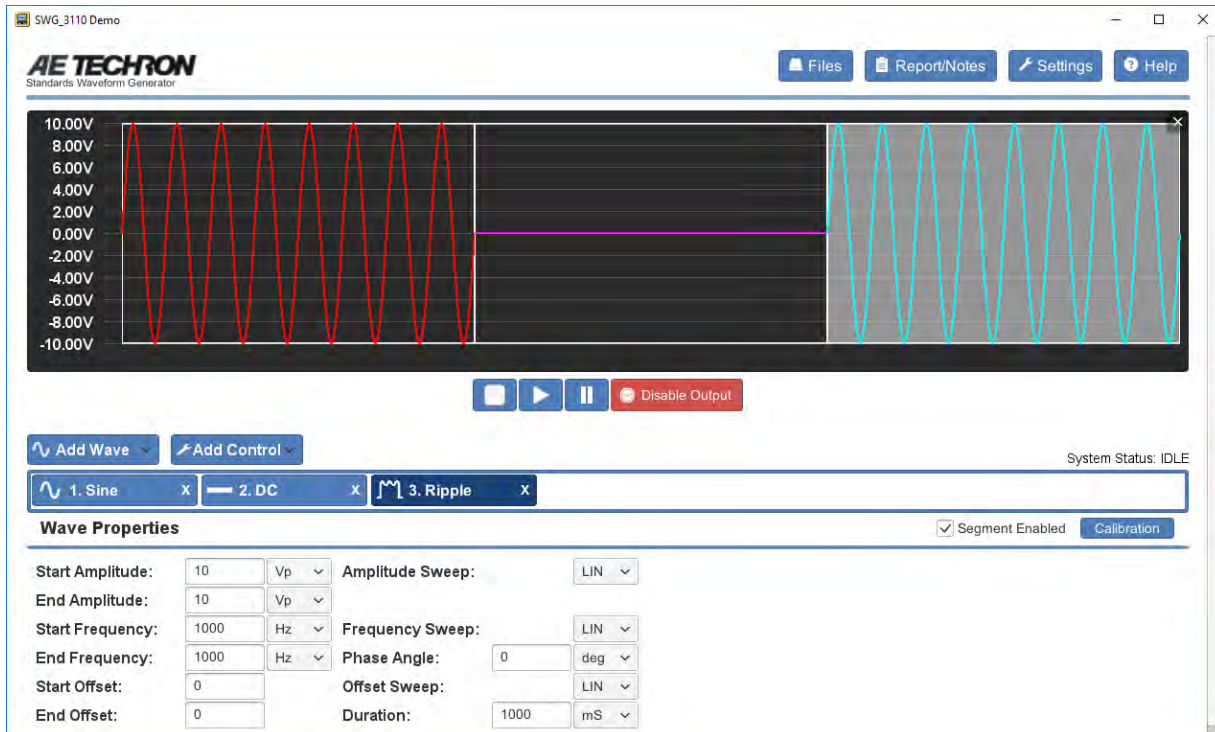 SWG_3110 Demo
AE TECHRON
Standards Waveform Generator
Files
Report/Notes
Settings
Help
10.00V
8.00V
6.00V
4.00V
2.00V
0.00V
-2.00V
-4.00V
-6.00V
-8.00V
-10.00V
Disable Output
Add Wave
Add Control
System Status: IDLE
1. Sine X
2. DC X
3. Ripple X
Wave Properties
Segment Enabled
Calibration
Start Amplitude: 10 Vp Amplitude Sweep: LIN
End Amplitude: 10 Vp
Start Frequency: 1000 Hz Frequency Sweep: LIN
End Frequency: 1000 Hz Phase Angle: 0 deg
Start Offset: 0 Offset Sweep: LIN
End Offset: 0 Duration: 1000 mS